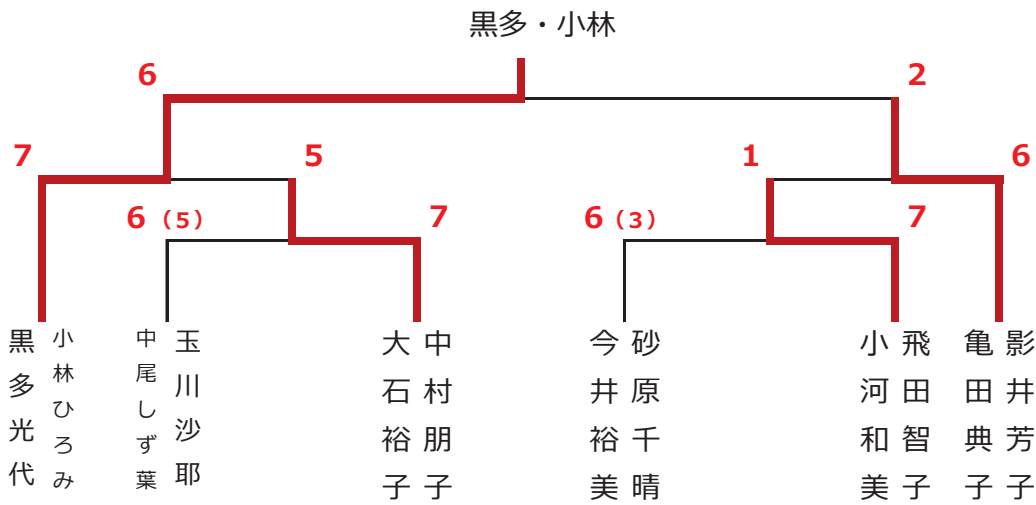 黒多・小林
6
2
7
5
1
6
6（5）
7
6（3）
7
黒多光代
小林ひろみ
中尾しず葉
玉川沙耶
大石裕子
中村朋子
今井裕美
砂原千晴
小河和美
飛田智子
亀田典子
影井芳子